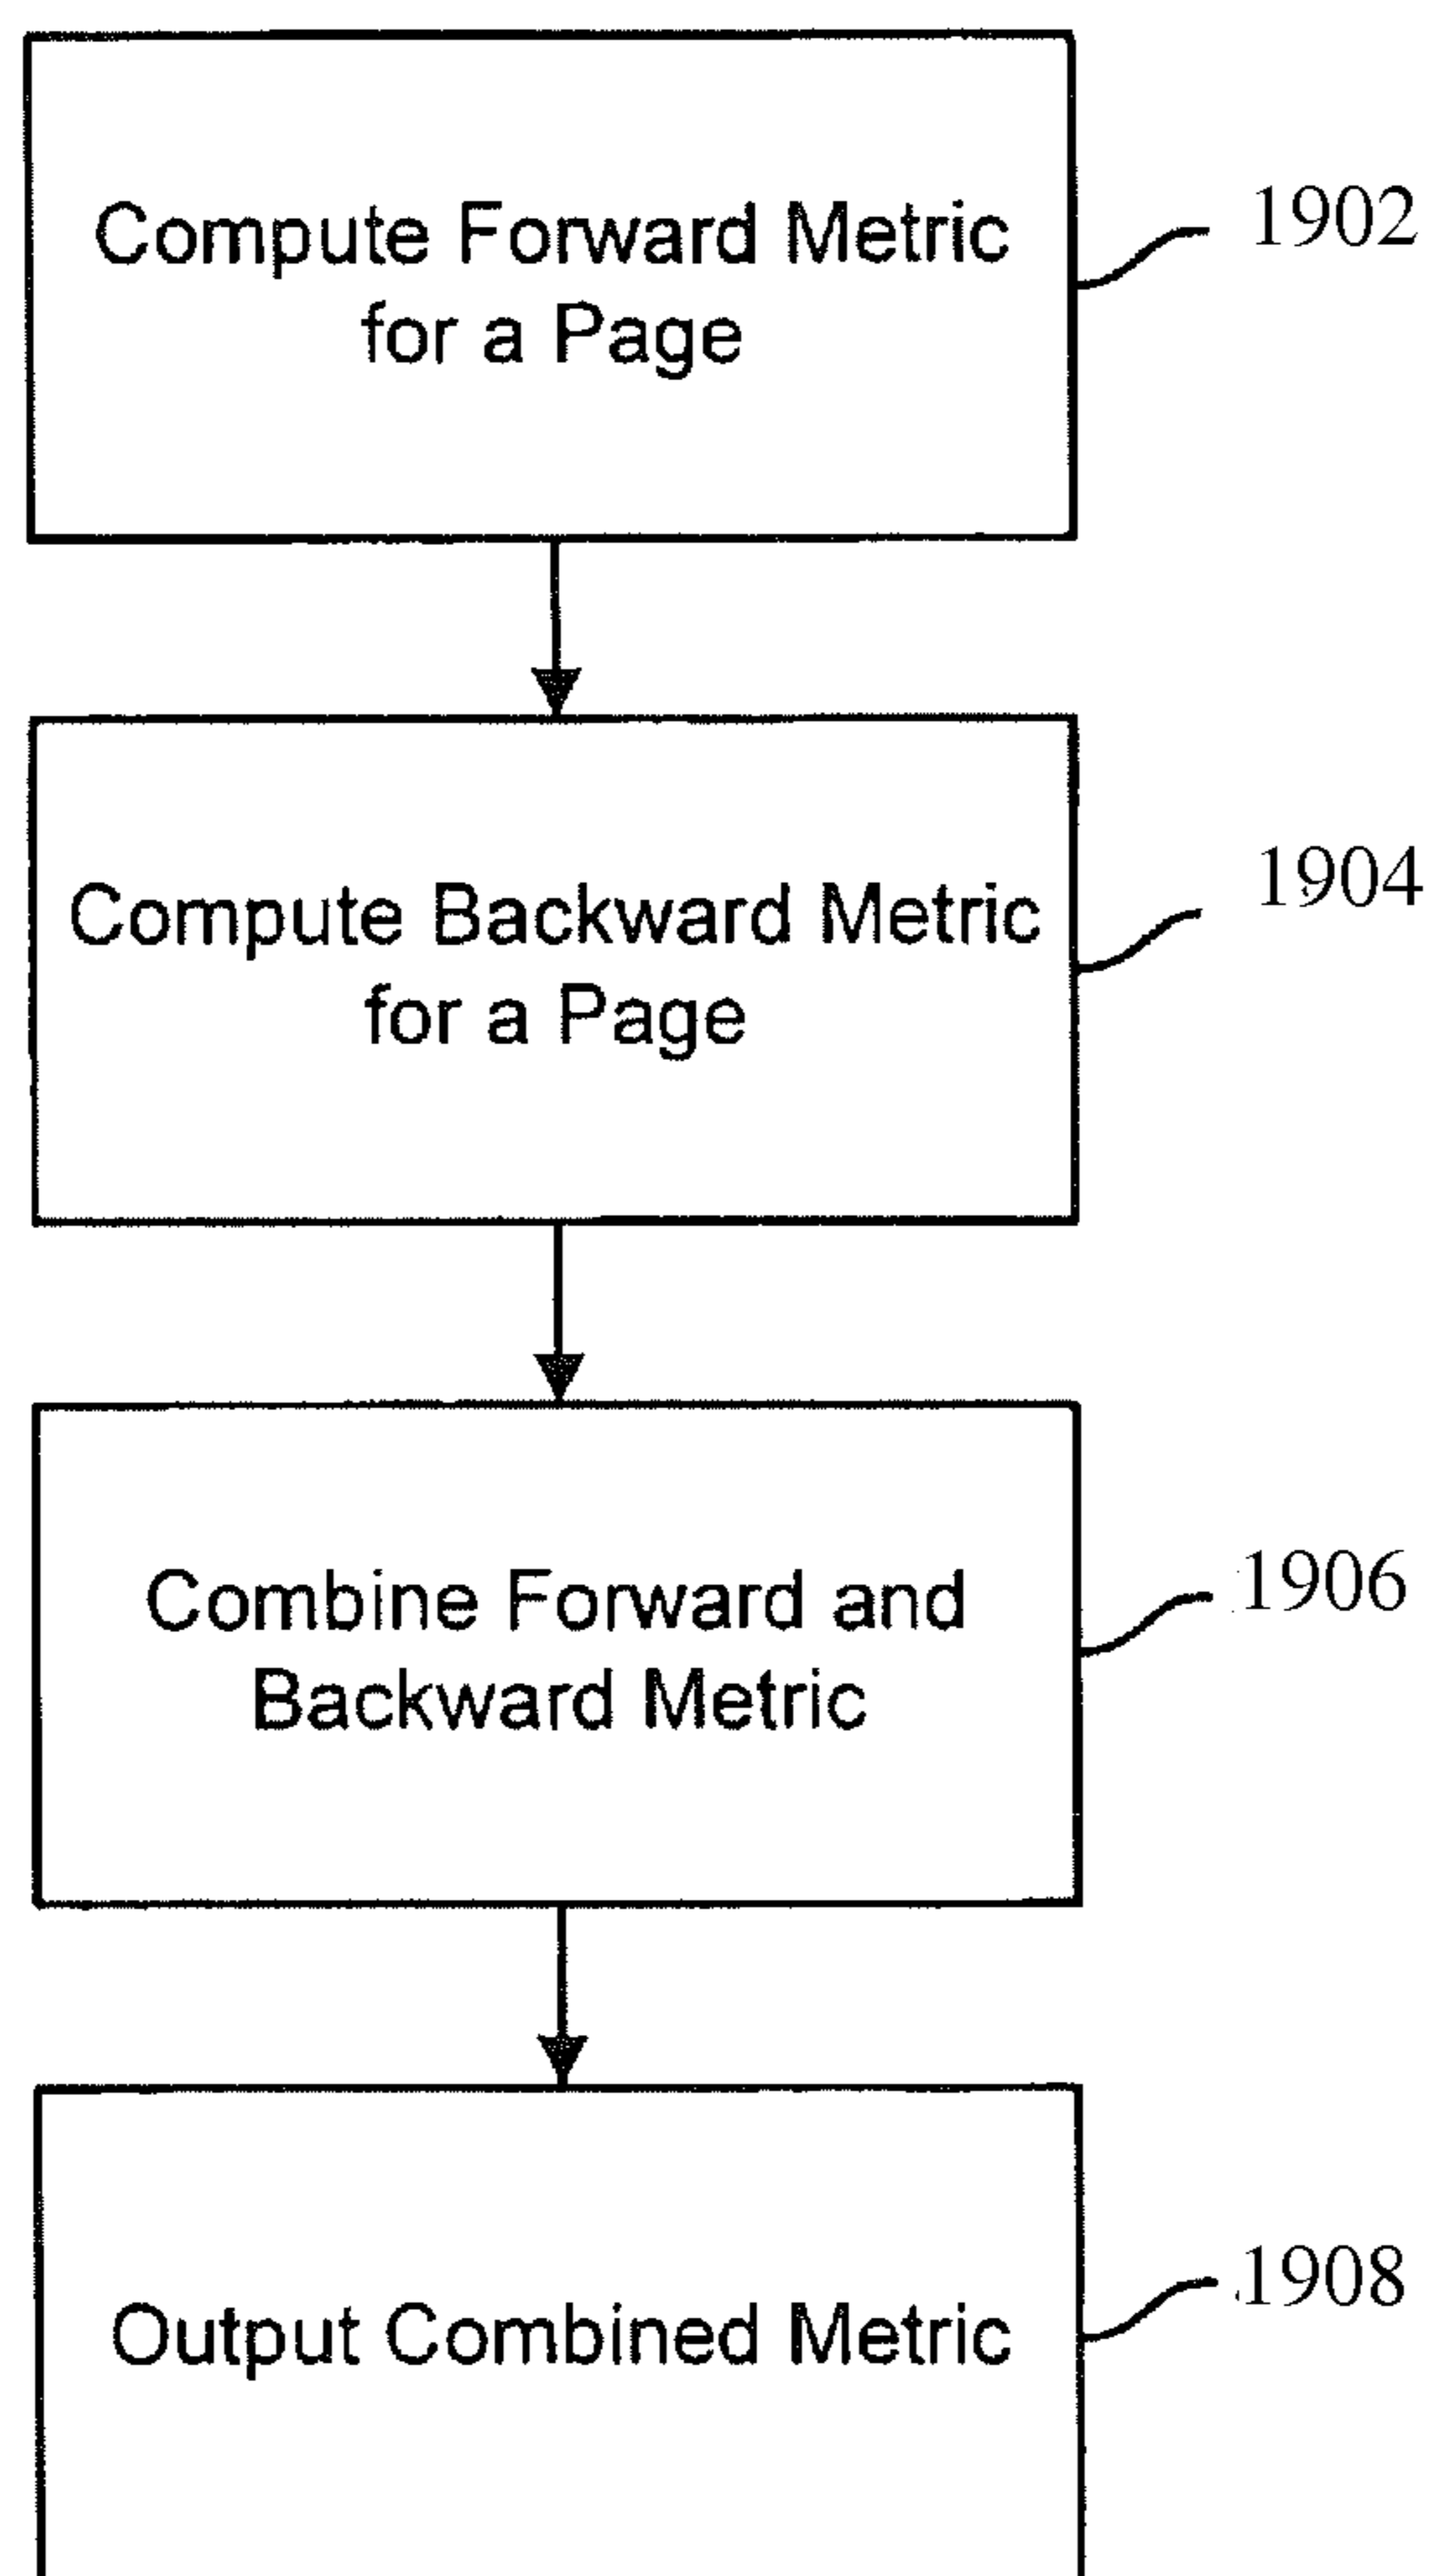 Compute Forward Metric
for a Page
1902
Compute Backward Metric
for a Page
1904
Combine Forward and
Backward Metric
1906
Output Combined Metric
1908